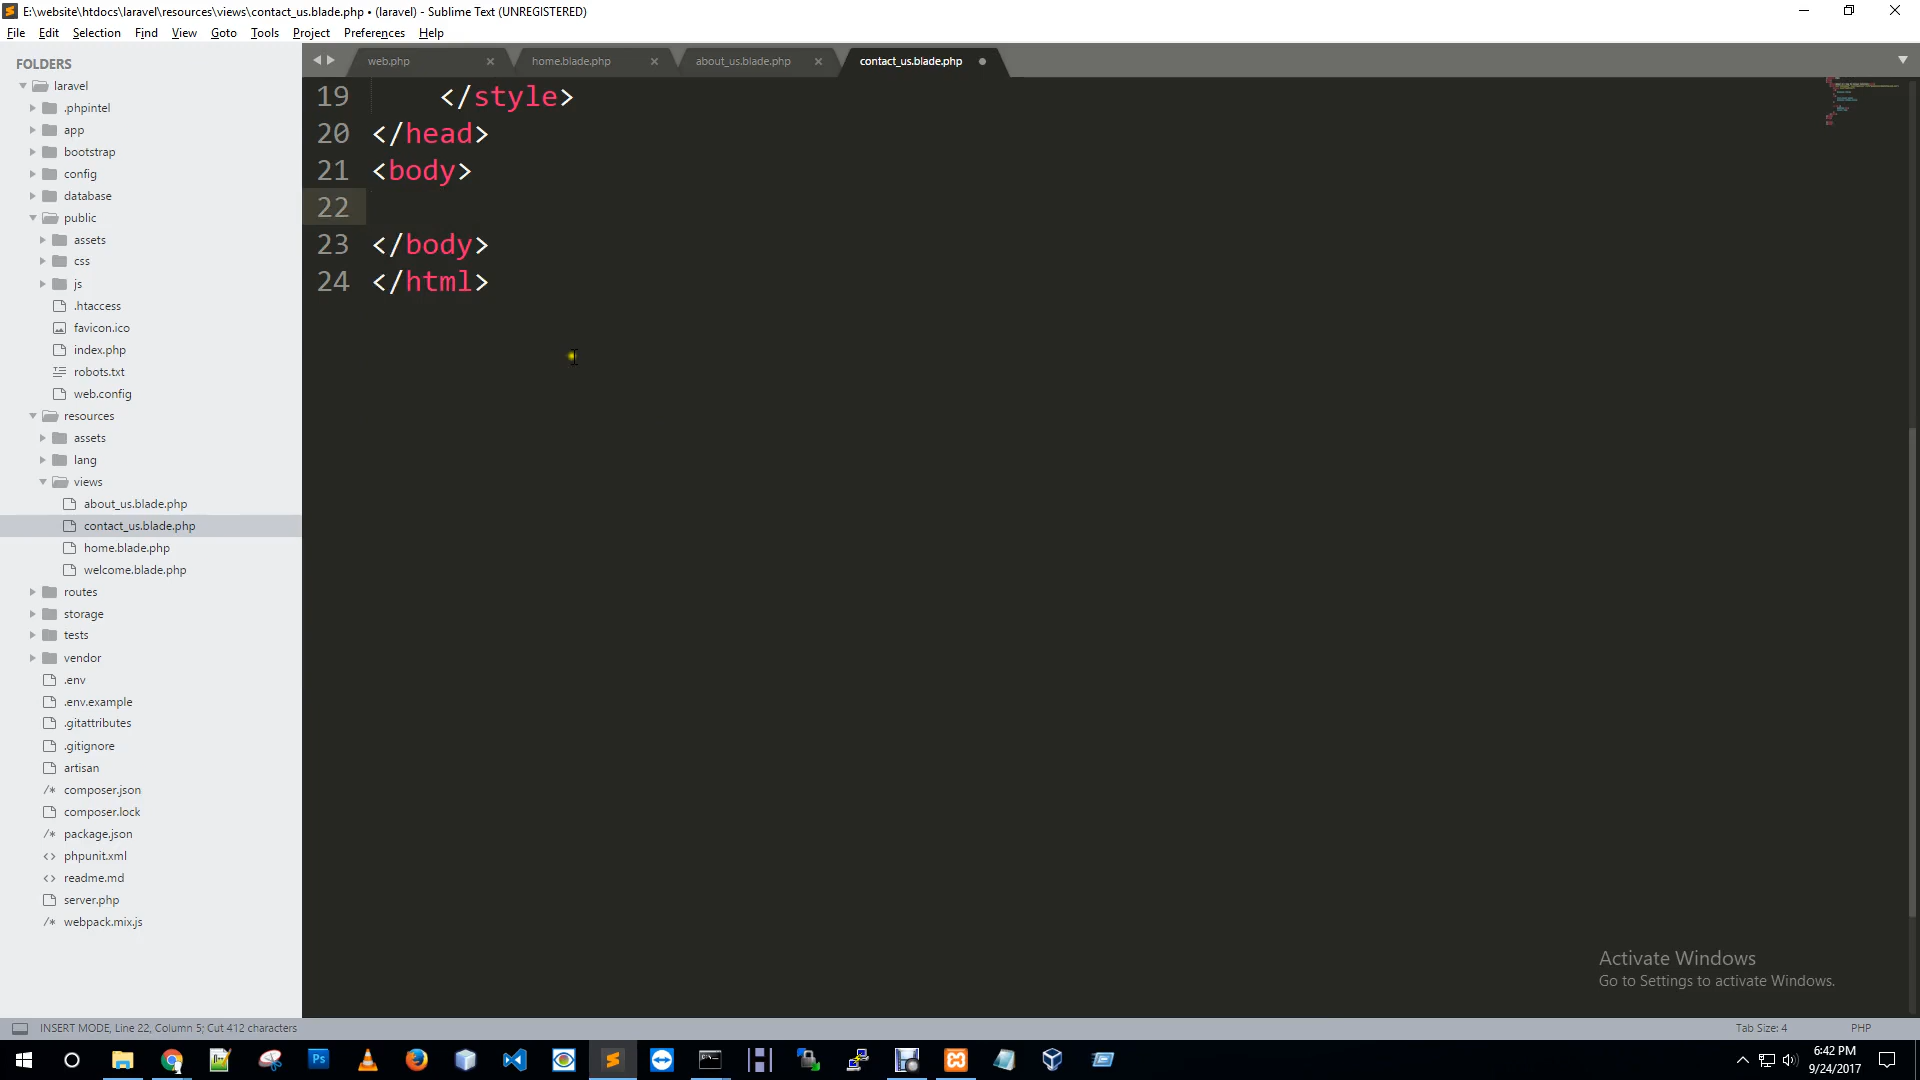 E:\website\htdocs\laravel\resources\views\contact_us.blade.php • (laravel) - Sublime Text (UNREGISTERED)
File Edit Selection Find View Goto Tools Project Preferences Help
FOLDERS
laravel
.phpintel
app
bootstrap
config
database
public
assets
css
js
.htaccess
favicon.ico
index.php
robots.txt
web.config
resources
assets
lang
views
about_us.blade.php
contact_us.blade.php
home.blade.php
welcome.blade.php
routes
storage
tests
vendor
.env
.env.example
.gitattributes
.gitignore
artisan
/* composer.json
composer.lock
/* package.json
<> phpunit.xml
<> readme.md
server.php
/* webpack.mix.js
web.php × home.blade.php × about_us.blade.php × contact_us.blade.php
19 </style>
20 </head>
21 <body>
22
23 </body>
24 </html>
Activate Windows
Go to Settings to activate Windows.
INSERT MODE, Line 22, Column 5; Cut 412 characters
Tab Size: 4 PHP
6:42 PM
9/24/2017